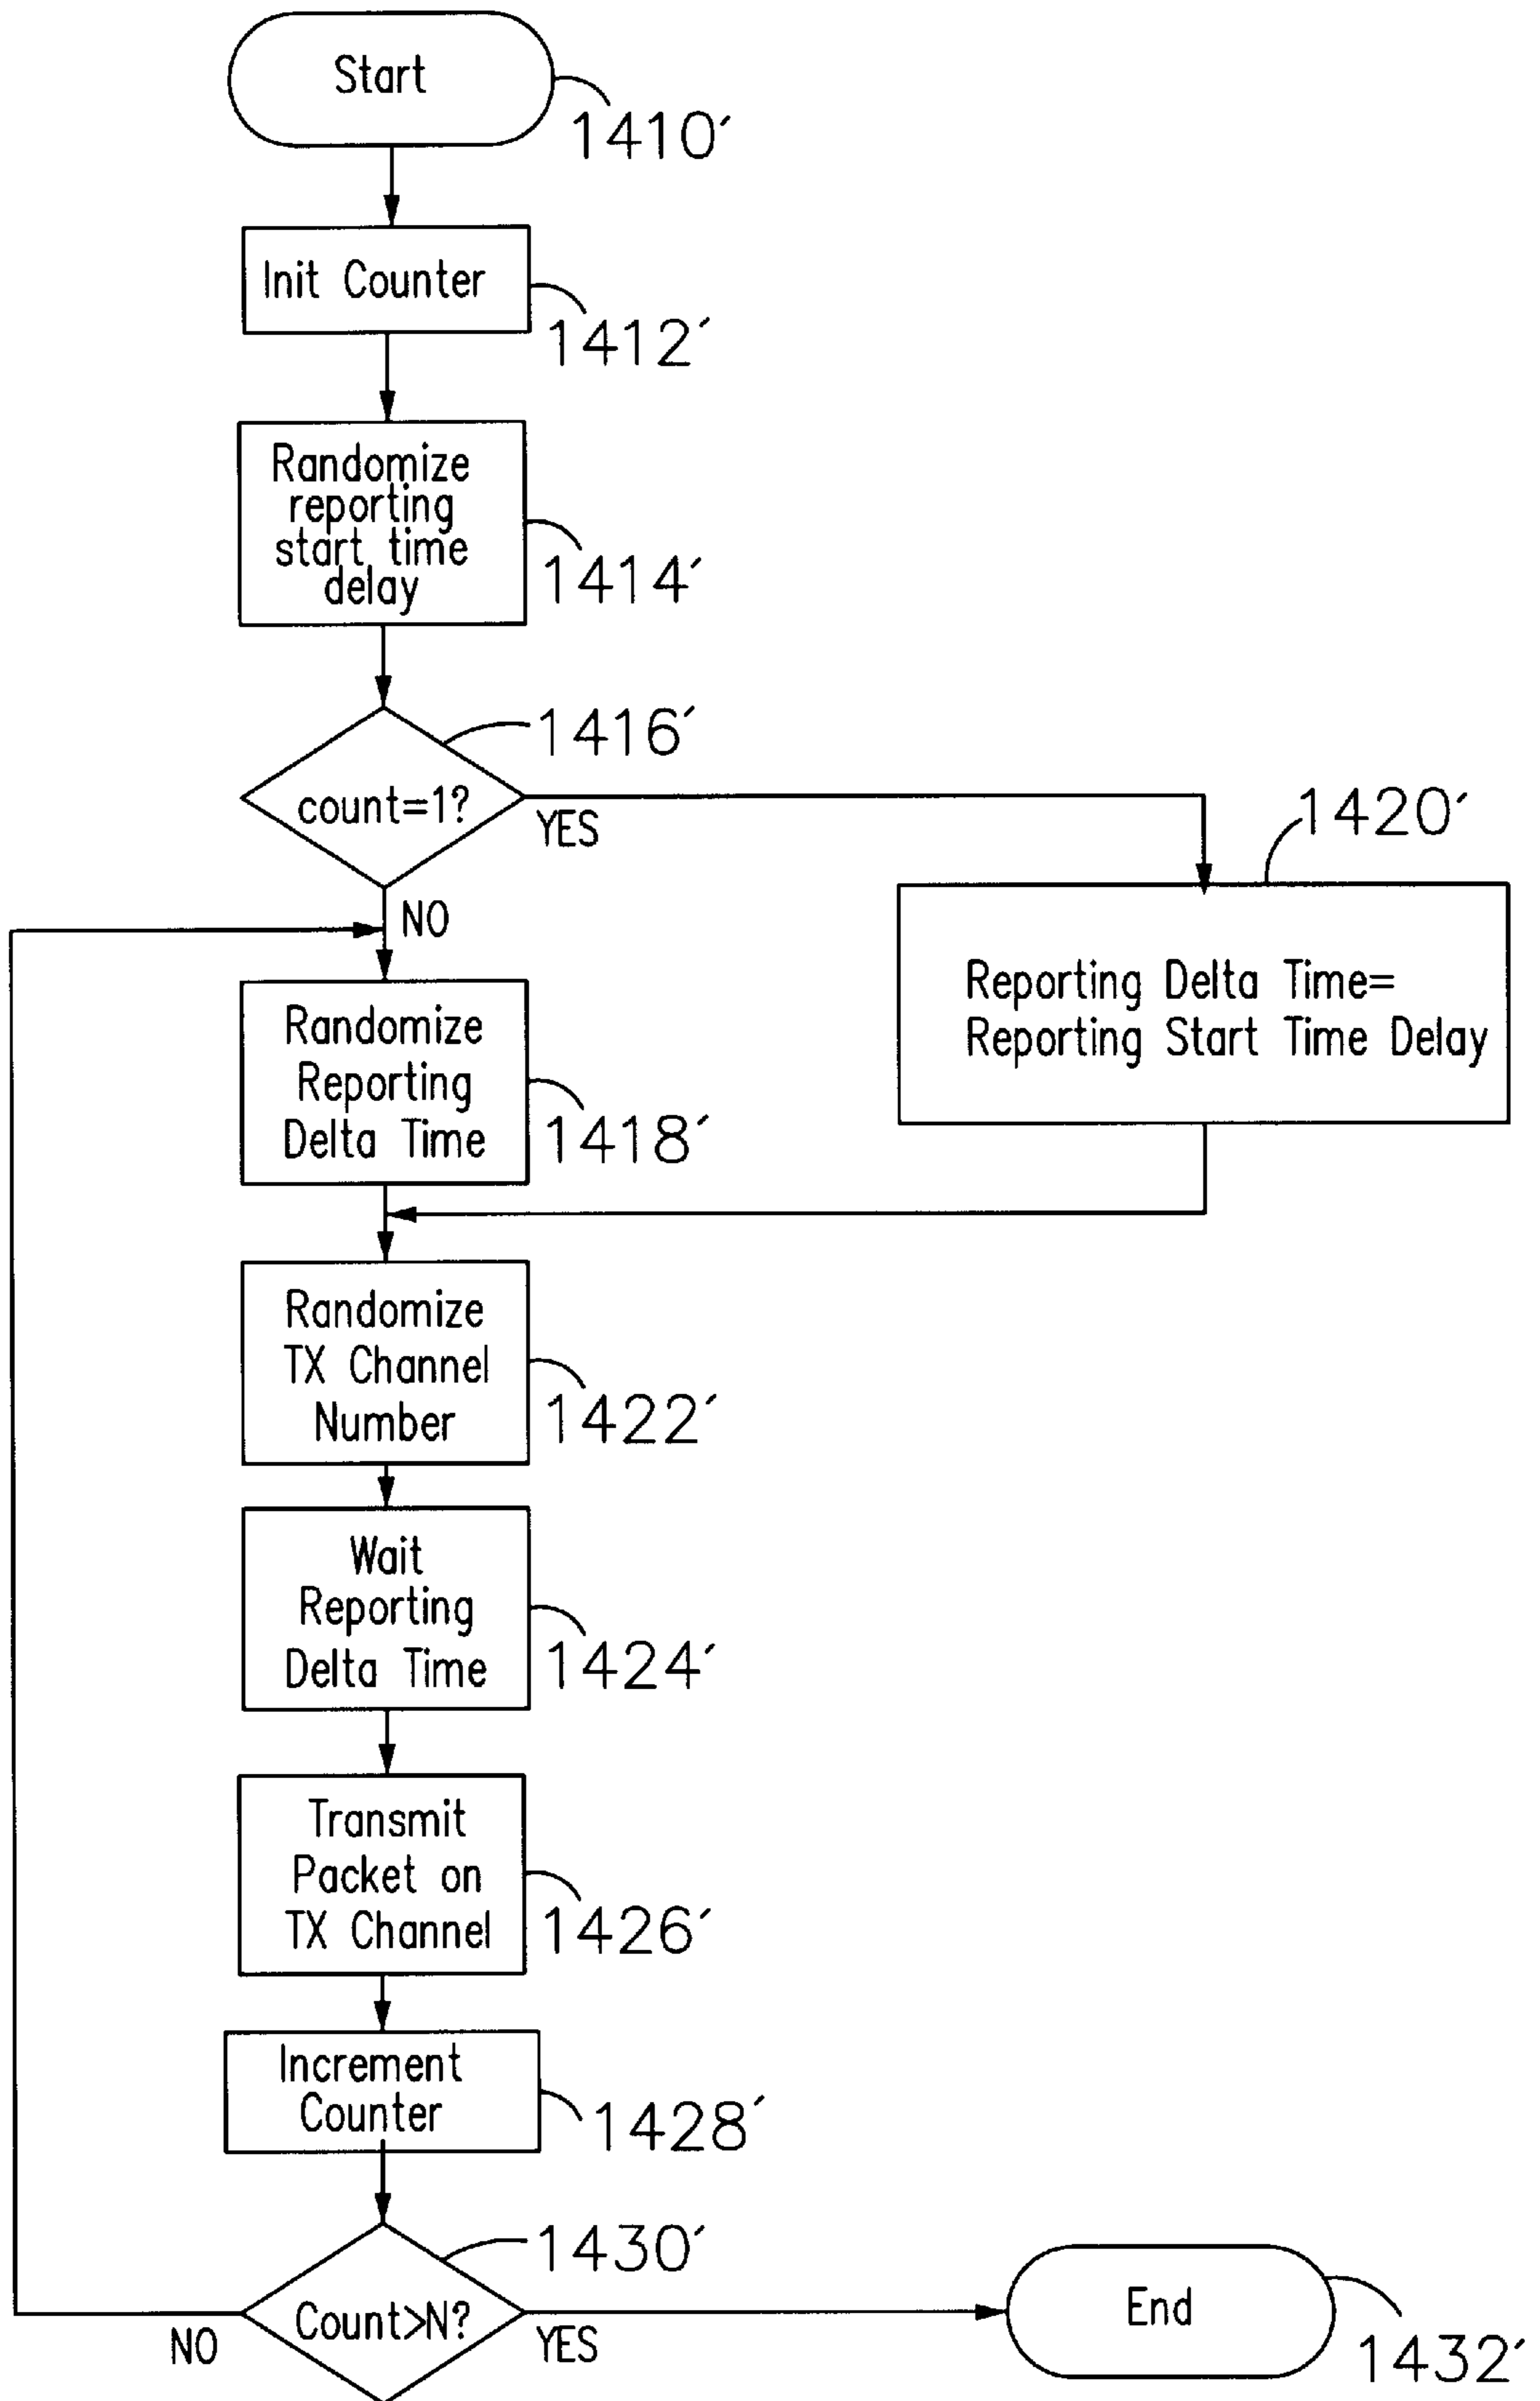 Start
1410′
Init Counter
1412′
Randomize
reporting
start time
delay
1414′
1416′
count=1?
YES
NO
1420′
Reporting Delta Time=
Reporting Start Time Delay
Randomize
Reporting
Delta Time
1418′
Randomize
TX Channel
Number
1422′
Wait
Reporting
Delta Time
1424′
Transmit
Packet on
TX Channel
1426′
Increment
Counter
1428′
1430′
Count>N?
NO
YES
End
1432′